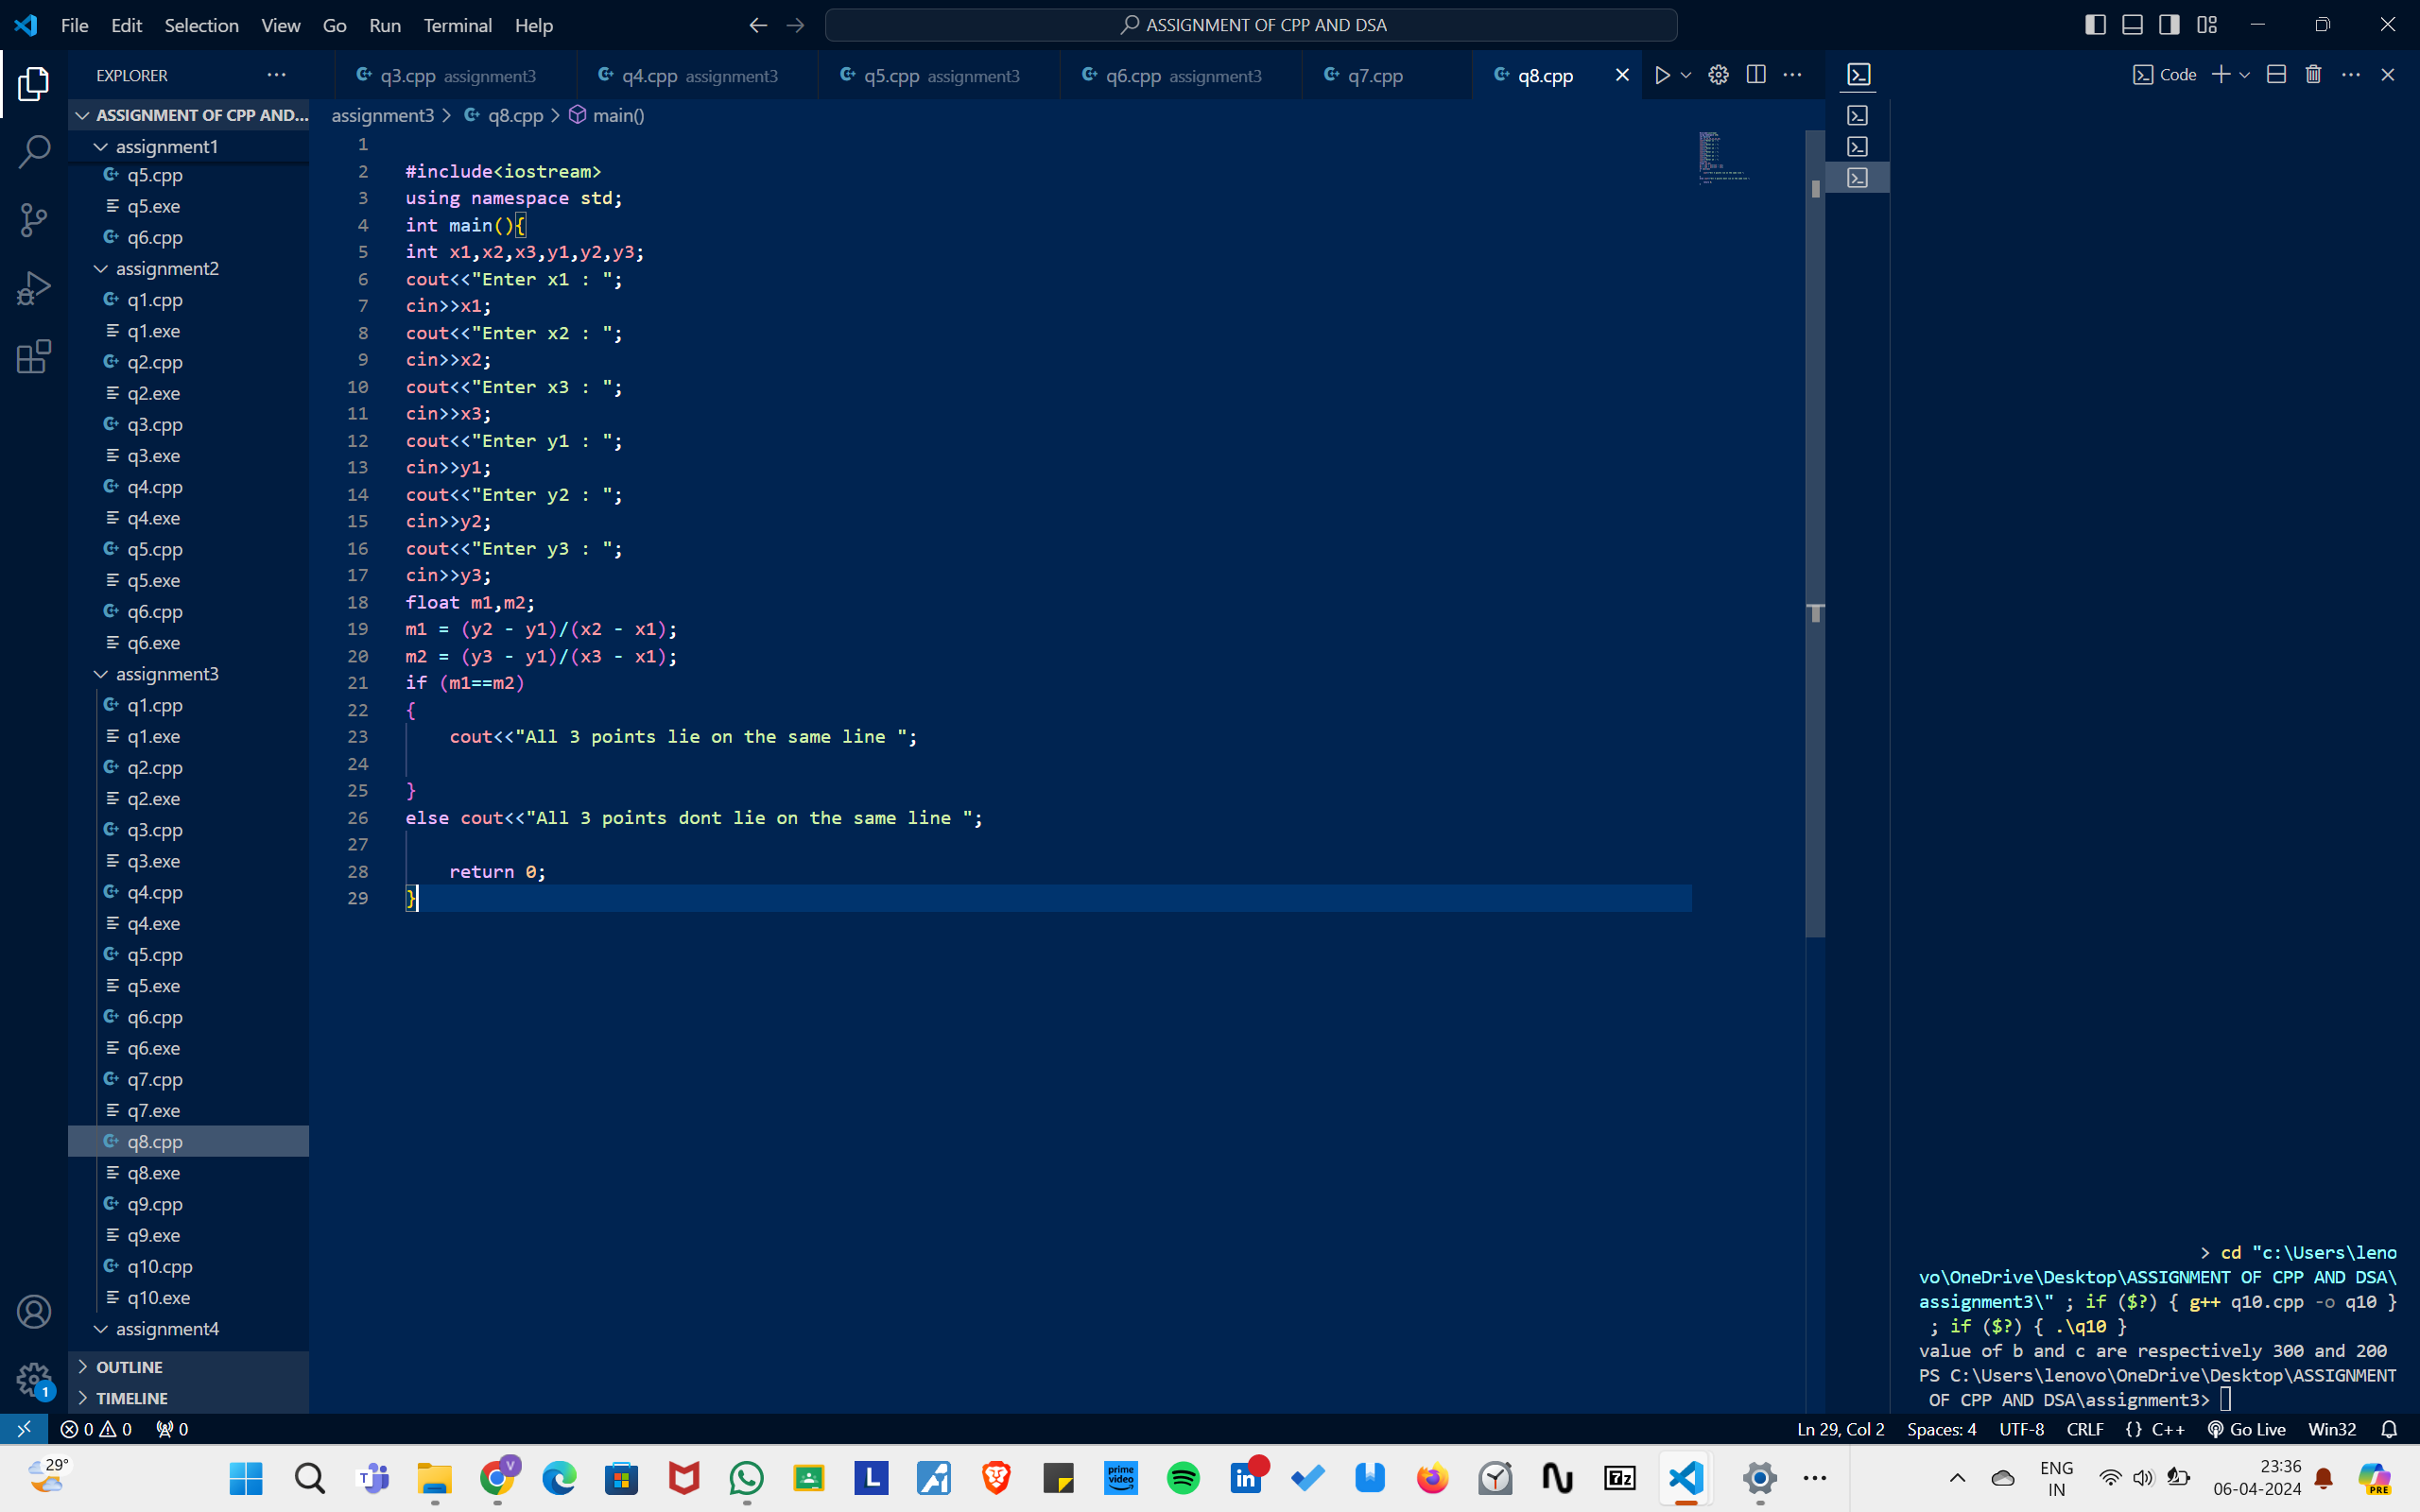 File Edit Selection View Go Run Terminal Help
ASSIGNMENT OF CPP AND DSA
EXPLORER
q3.cpp assignment3
q4.cpp assignment3
q5.cpp assignment3
q6.cpp assignment3
q7.cpp
q8.cpp
Code
ASSIGNMENT OF CPP AND...
assignment1
q5.cpp
q5.exe
q6.cpp
assignment2
q1.cpp
q1.exe
q2.cpp
q2.exe
q3.cpp
q3.exe
q4.cpp
q4.exe
q5.cpp
q5.exe
q6.cpp
q6.exe
assignment3
q1.cpp
q1.exe
q2.cpp
q2.exe
q3.cpp
q3.exe
q4.cpp
q4.exe
q5.cpp
q5.exe
q6.cpp
q6.exe
q7.cpp
q7.exe
q8.cpp
q8.exe
q9.cpp
q9.exe
q10.cpp
q10.exe
assignment4
OUTLINE
TIMELINE
assignment3 > q8.cpp > main()
1
2 #include<iostream>
3 using namespace std;
4 int main(){
5 int x1,x2,x3,y1,y2,y3;
6 cout<<"Enter x1 : ";
7 cin>>x1;
8 cout<<"Enter x2 : ";
9 cin>>x2;
10 cout<<"Enter x3 : ";
11 cin>>x3;
12 cout<<"Enter y1 : ";
13 cin>>y1;
14 cout<<"Enter y2 : ";
15 cin>>y2;
16 cout<<"Enter y3 : ";
17 cin>>y3;
18 float m1,m2;
19 m1 = (y2 - y1)/(x2 - x1);
20 m2 = (y3 - y1)/(x3 - x1);
21 if (m1==m2)
22 {
23 cout<<"All 3 points lie on the same line ";
24
25 }
26 else cout<<"All 3 points dont lie on the same line ";
27
28 return 0;
29 }
> cd "c:\Users\leno
vo\OneDrive\Desktop\ASSIGNMENT OF CPP AND DSA\
assignment3\" ; if ($?) { g++ q10.cpp -o q10 }
; if ($?) { .\q10 }
value of b and c are respectively 300 and 200
PS C:\Users\lenovo\OneDrive\Desktop\ASSIGNMENT
OF CPP AND DSA\assignment3>
1
0 0 0
Ln 29, Col 2 Spaces: 4 UTF-8 CRLF {} C++ Go Live Win32
29°
T
V
L
prime video
in
7z
ENG
IN
23:36
06-04-2024
PRE